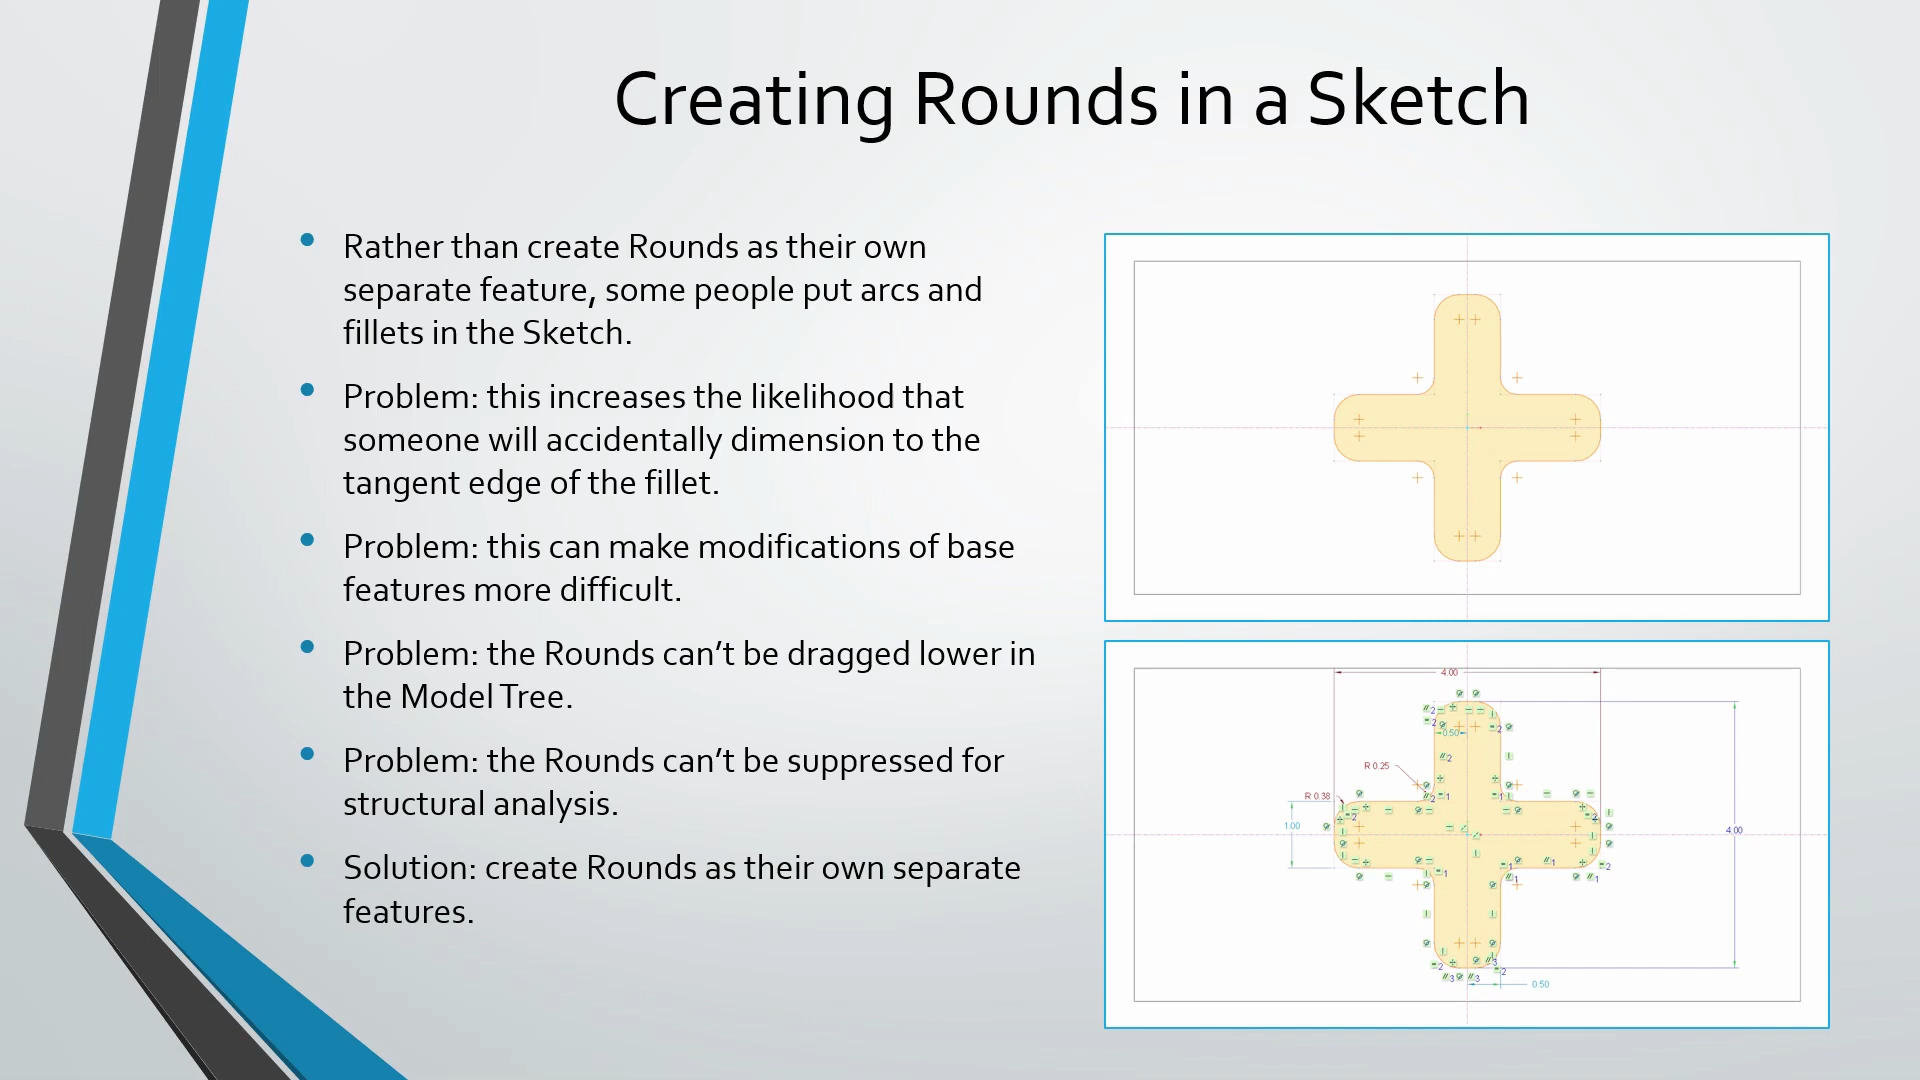 Creating Rounds in a Sketch
Rather than create Rounds as their own
separate feature, some people put arcs and
fillets in the Sketch.
Problem: this increases the likelihood that
someone will accidentally dimension to the
tangent edge of the fillet.
Problem: this can make modifications of base
features more difficult.
Problem: the Rounds can’t be dragged lower in
the Model Tree.
Problem: the Rounds can’t be suppressed for
structural analysis.
Solution: create Rounds as their own separate
features.
4.00
0.50
R 0.25
R 0.38
1.00
4.00
0.50